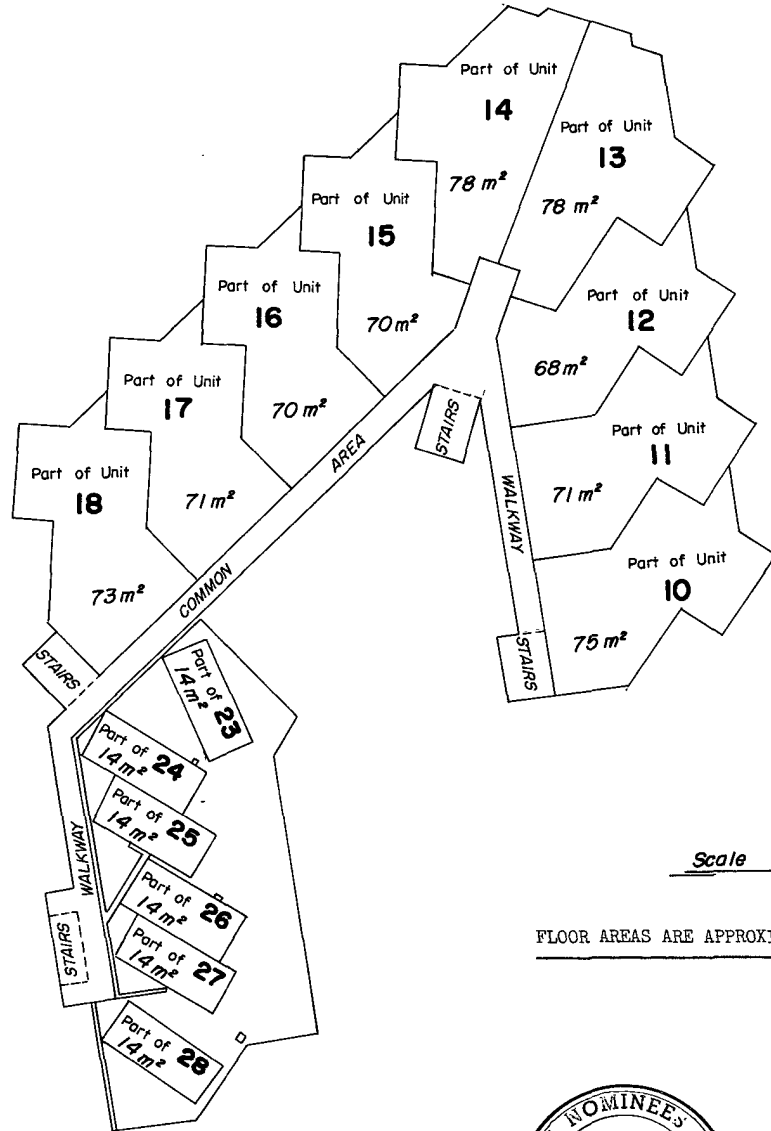 Part of Unit
14
78 m²
Part of Unit
13
78 m²
Part of Unit
15
70 m²
Part of Unit
16
70 m²
Part of Unit
12
68 m²
Part of Unit
17
71 m²
Part of Unit
11
71 m²
Part of Unit
18
73 m²
Part of Unit
10
75 m²
STAIRS
COMMON AREA
WALKWAY
STAIRS
STAIRS
Part of 23
14 m²
Part of 24
14 m²
Part of 25
14 m²
Part of 26
14 m²
Part of 27
14 m²
Part of 28
14 m²
WALKWAY
STAIRS
Scale
FLOOR AREAS ARE
NOMINEES